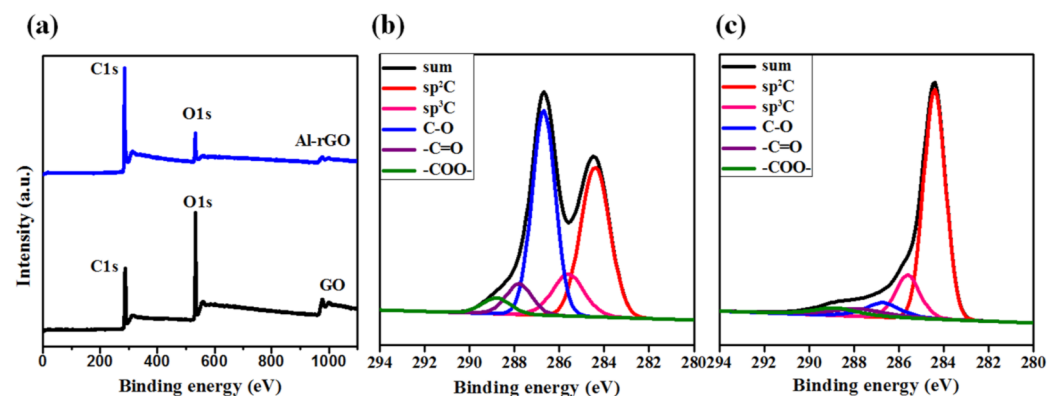 (a)
C1s
O1s
Al-rGO
O1s
C1s
GO
Intensity (a.u.)
0 200 400 600 800 1000
Binding energy (eV)
(b)
sum
sp²C
sp³C
C-O
-C=O
-COO-
294 292 290 288 286 284 282 280
Binding energy (eV)
(c)
sum
sp²C
sp³C
C-O
-C=O
-COO-
294 292 290 288 286 284 282 280
Binding energy (eV)